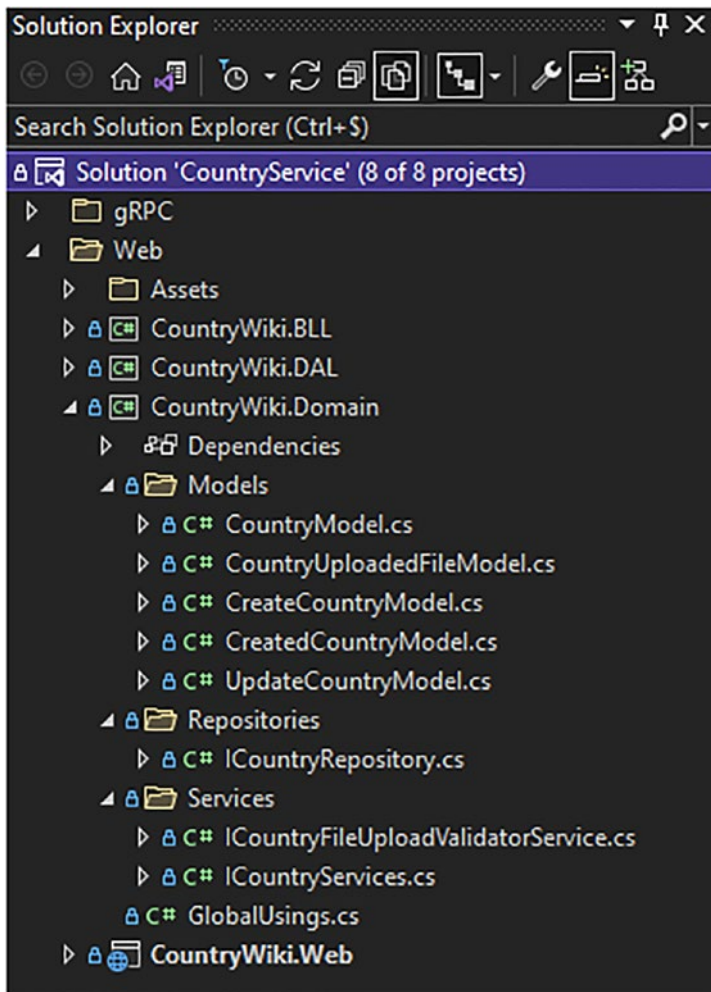 Solution Explorer
Search Solution Explorer (Ctrl+$)
Solution 'CountryService' (8 of 8 projects)
gRPC
Web
Assets
C# CountryWiki.BLL
C# CountryWiki.DAL
C# CountryWiki.Domain
Dependencies
Models
C# CountryModel.cs
C# CountryUploadedFileModel.cs
C# CreateCountryModel.cs
C# CreatedCountryModel.cs
C# UpdateCountryModel.cs
Repositories
C# ICountryRepository.cs
Services
C# ICountryFileUploadValidatorService.cs
C# ICountryServices.cs
C# GlobalUsings.cs
CountryWiki.Web